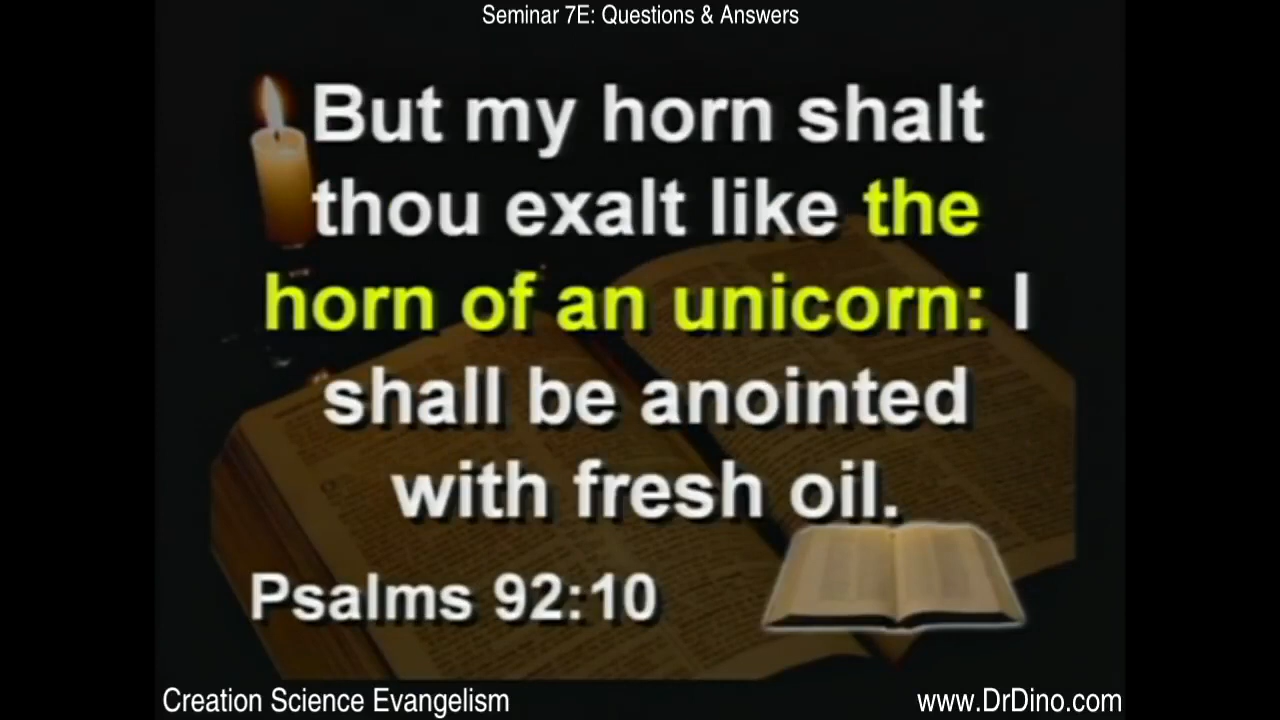 Seminar 7E: Questions & Answers
But my horn shalt
thou exalt like the
horn of an unicorn: I
shall be anointed
with fresh oil.
Psalms 92:10
Creation Science Evangelism
www.DrDino.com